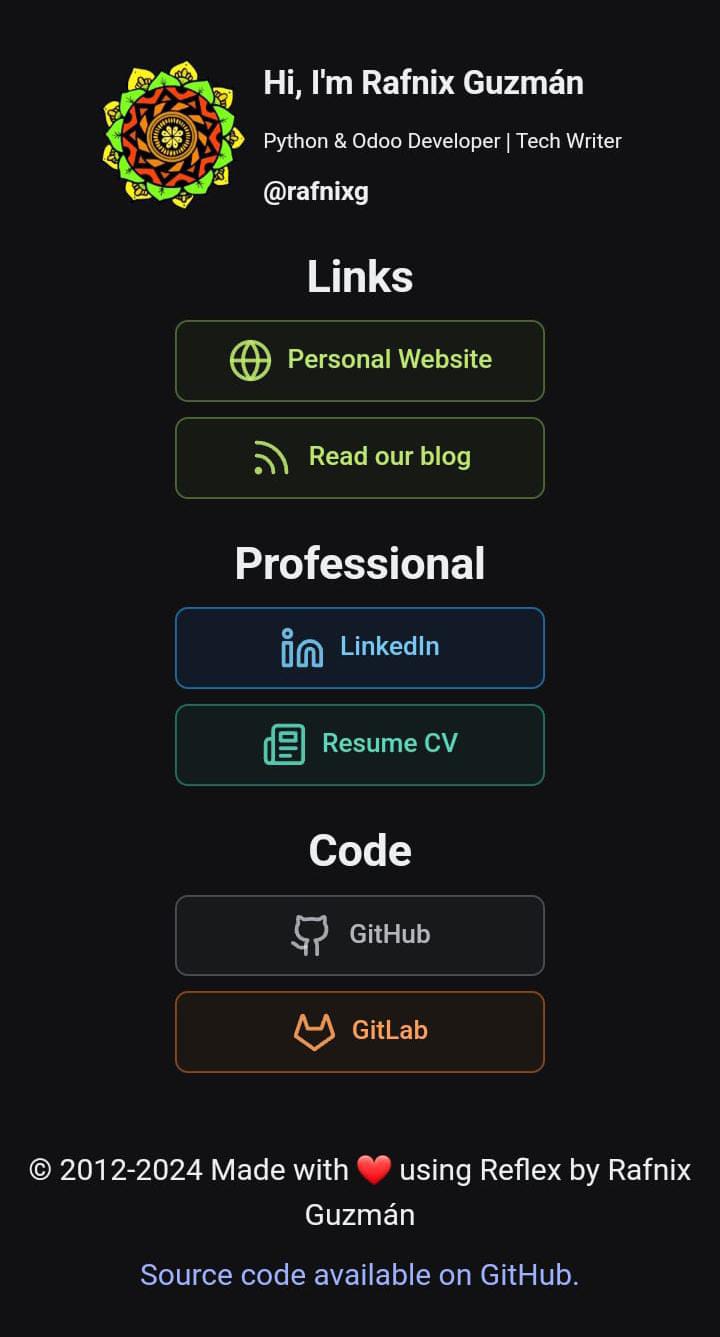 Hi, I'm Rafnix Guzmán
Python & Odoo Developer | Tech Writer
@rafnixg
Links
Personal Website
Read our blog
Professional
LinkedIn
Resume CV
Code
GitHub
GitLab
© 2012-2024 Made with ❤️ using Reflex by Rafnix
Guzmán
Source code available on GitHub.